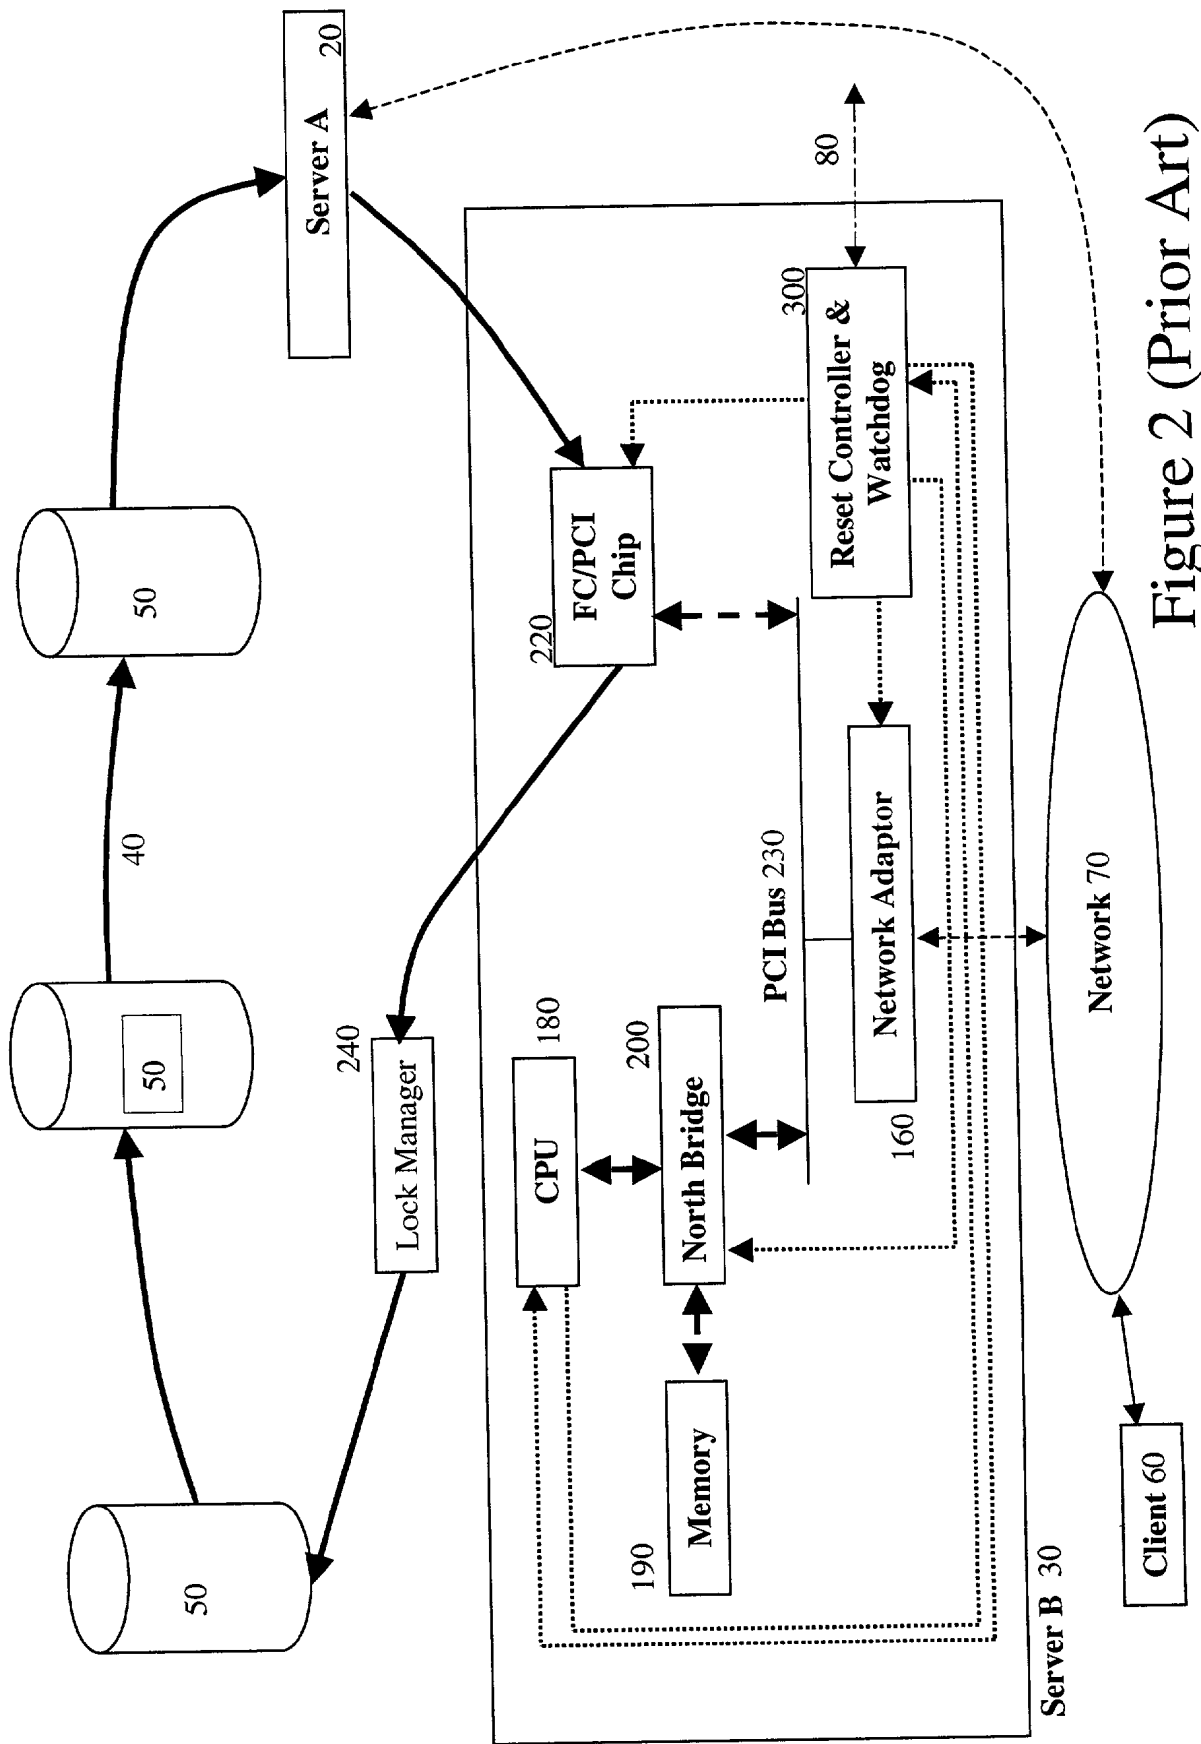 50
40
50
50
Server A
20
240
Lock Manager
220
FC/PCI
Chip
CPU
180
200
North Bridge
190
Memory
PCI Bus 230
Network Adaptor
160
300
Reset Controller &
Watchdog
80
Server B 30
Network 70
Client 60
Figure 2 (Prior Art)